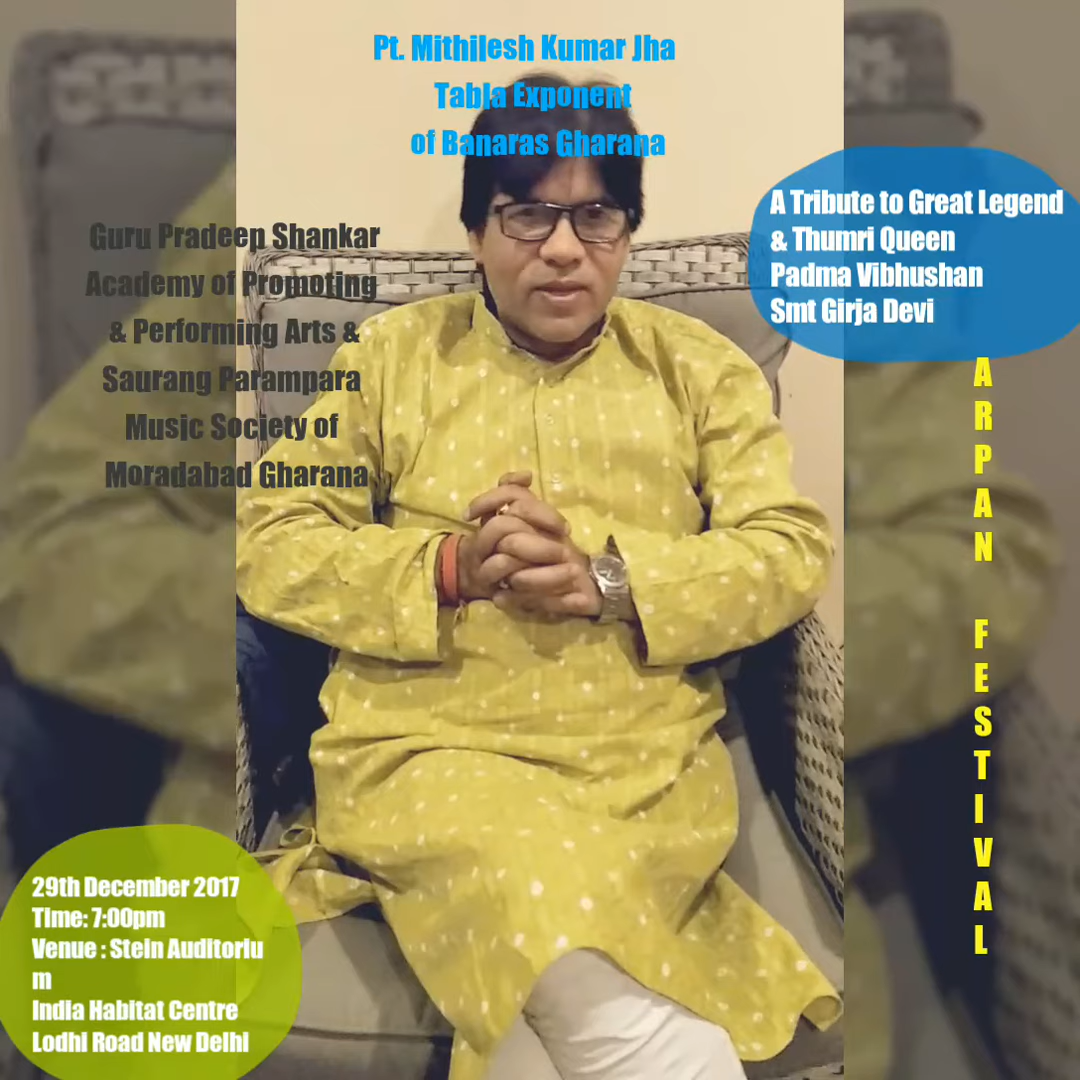 Pt. Mithilesh Kumar Jha
Tabla Exponent
of Banaras Gharana
A Tribute to Great Legend
& Thumri Queen
Padma Vibhushan
Smt Girja Devi
Guru Pradeep Shankar
Academy of Promoting
& Performing Arts &
Saurang Parampara
Music Society of
Moradabad Gharana
A
R
P
A
N
F
E
S
T
I
V
A
L
29th December 2017
Time: 7:00pm
Venue : Stein Auditoriu
m
India Habitat Centre
Lodhi Road New Delhi